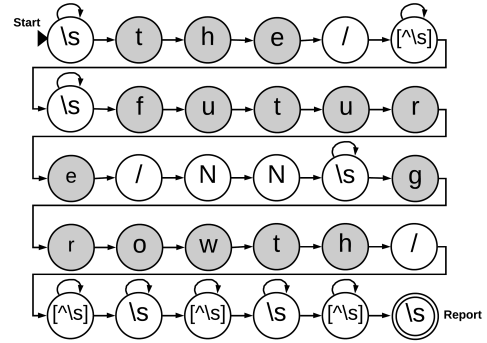 Start
\s t h e / [^\s]
\s f u t u r
e / N N \s g
r o w t h /
[^\s] \s [^\s] \s [^\s] \s Report